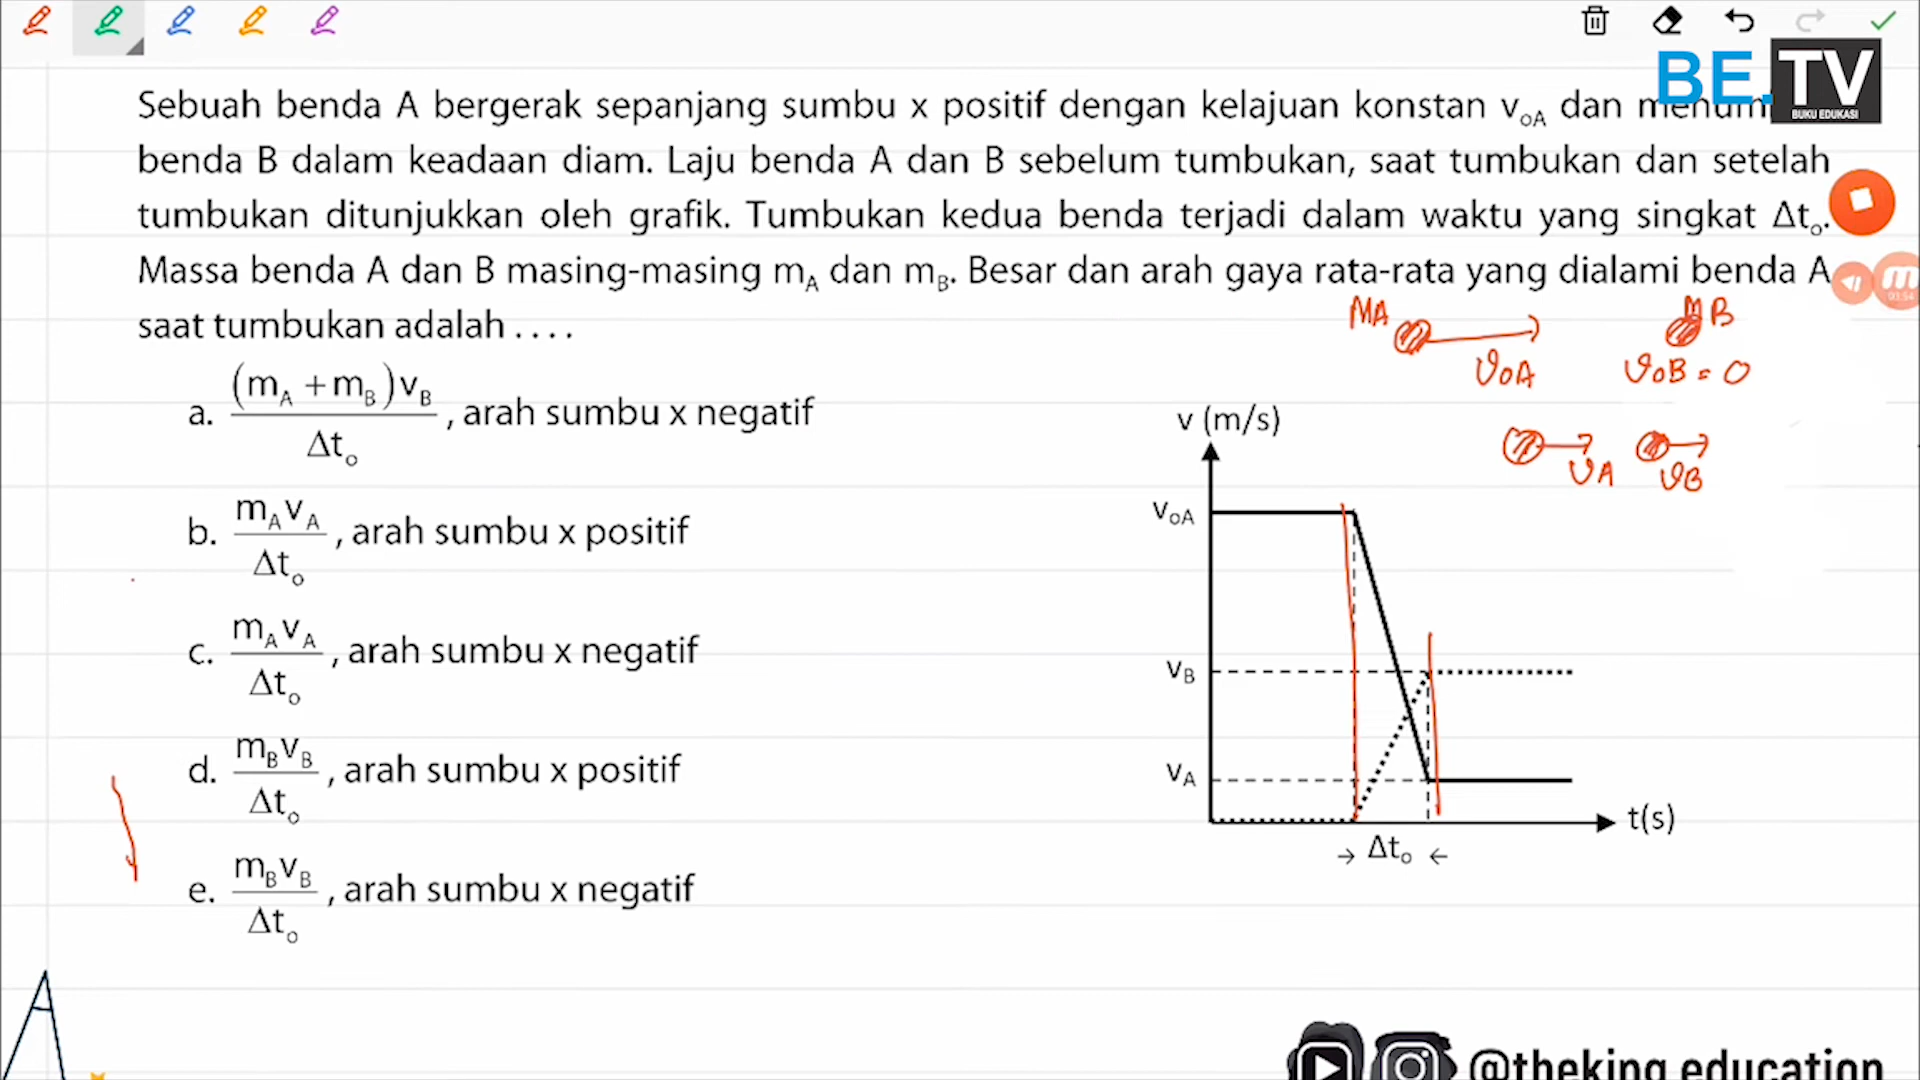 BE.TV
BUKU EDUKASI
Sebuah benda A bergerak sepanjang sumbu x positif dengan kelajuan konstan v₀A dan
benda B dalam keadaan diam. Laju benda A dan B sebelum tumbukan, saat tumbukan dan setelah
tumbukan ditunjukkan oleh grafik. Tumbukan kedua benda terjadi dalam waktu yang singkat Δt₀.
Massa benda A dan B masing-masing mA dan mB. Besar dan arah gaya rata-rata yang dialami benda A
saat tumbukan adalah ....
03:54
MA
MB
v₀A
v₀B = 0
vA
vB
a. (mA + mB)vB / Δt₀, arah sumbu x negatif
b. mAvA / Δt₀, arah sumbu x positif
c. mAvA / Δt₀, arah sumbu x negatif
d. mBvB / Δt₀, arah sumbu x positif
e. mBvB / Δt₀, arah sumbu x negatif
v (m/s)
v₀A
vB
vA
t(s)
→ Δt₀ ←
A
@theking.education